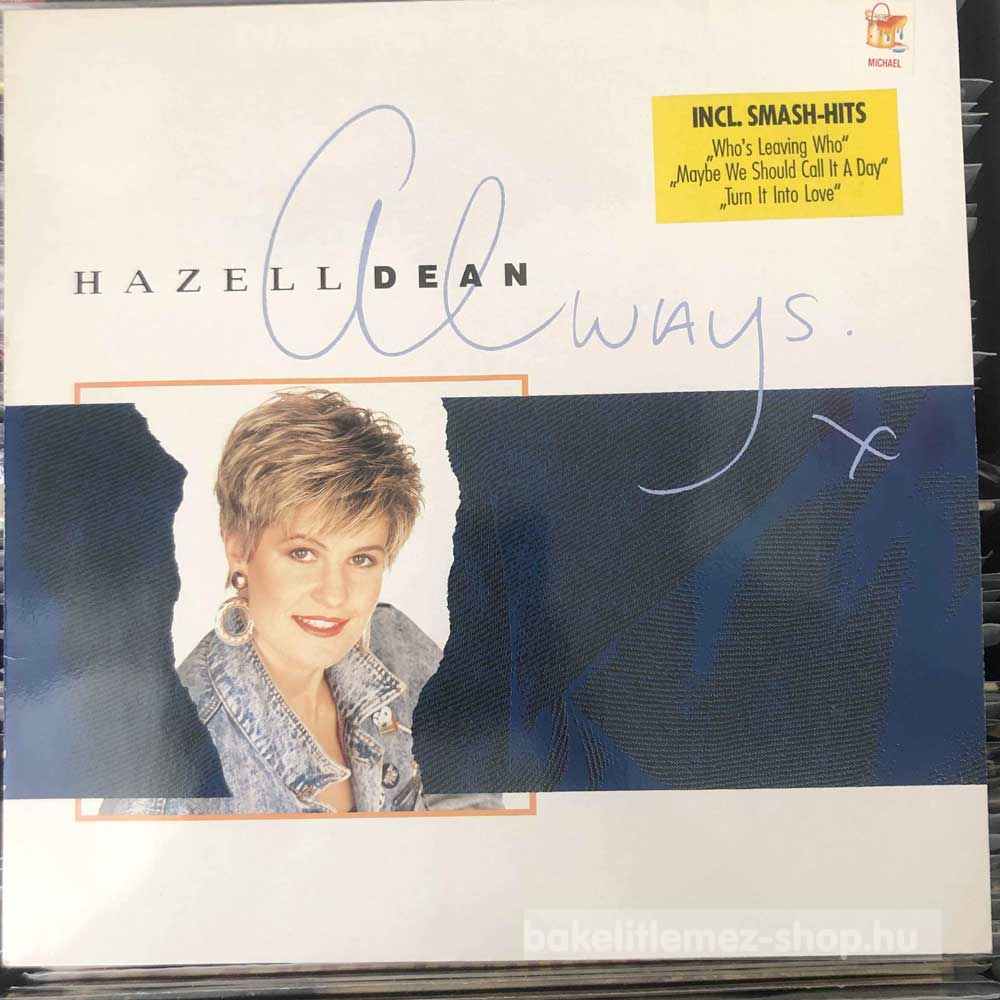 MICHAEL
INCL. SMASH-HITS
„Who's Leaving Who“
„Maybe We Should Call It A Day“
„Turn It Into Love“
HAZELL DEAN
Always.
x
bakelitlemez-shop.hu